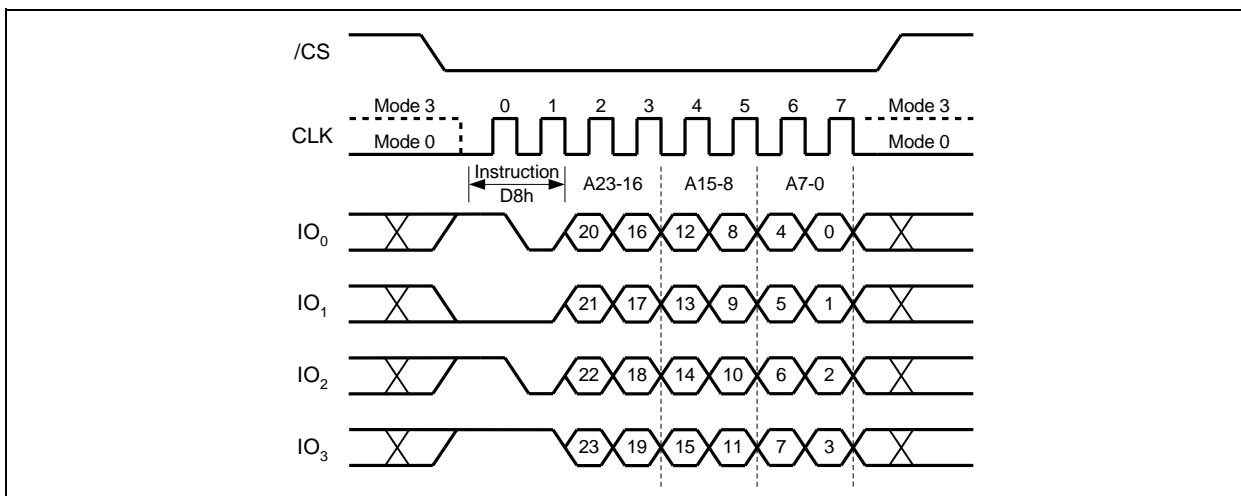 /CS
Mode 3 0 1 2 3 4 5 6 7 Mode 3
CLK
Mode 0 Mode 0
Instruction
D8h
A23-16 A15-8 A7-0
IO0 20 16 12 8 4 0
IO1 21 17 13 9 5 1
IO2 22 18 14 10 6 2
IO3 23 19 15 11 7 3